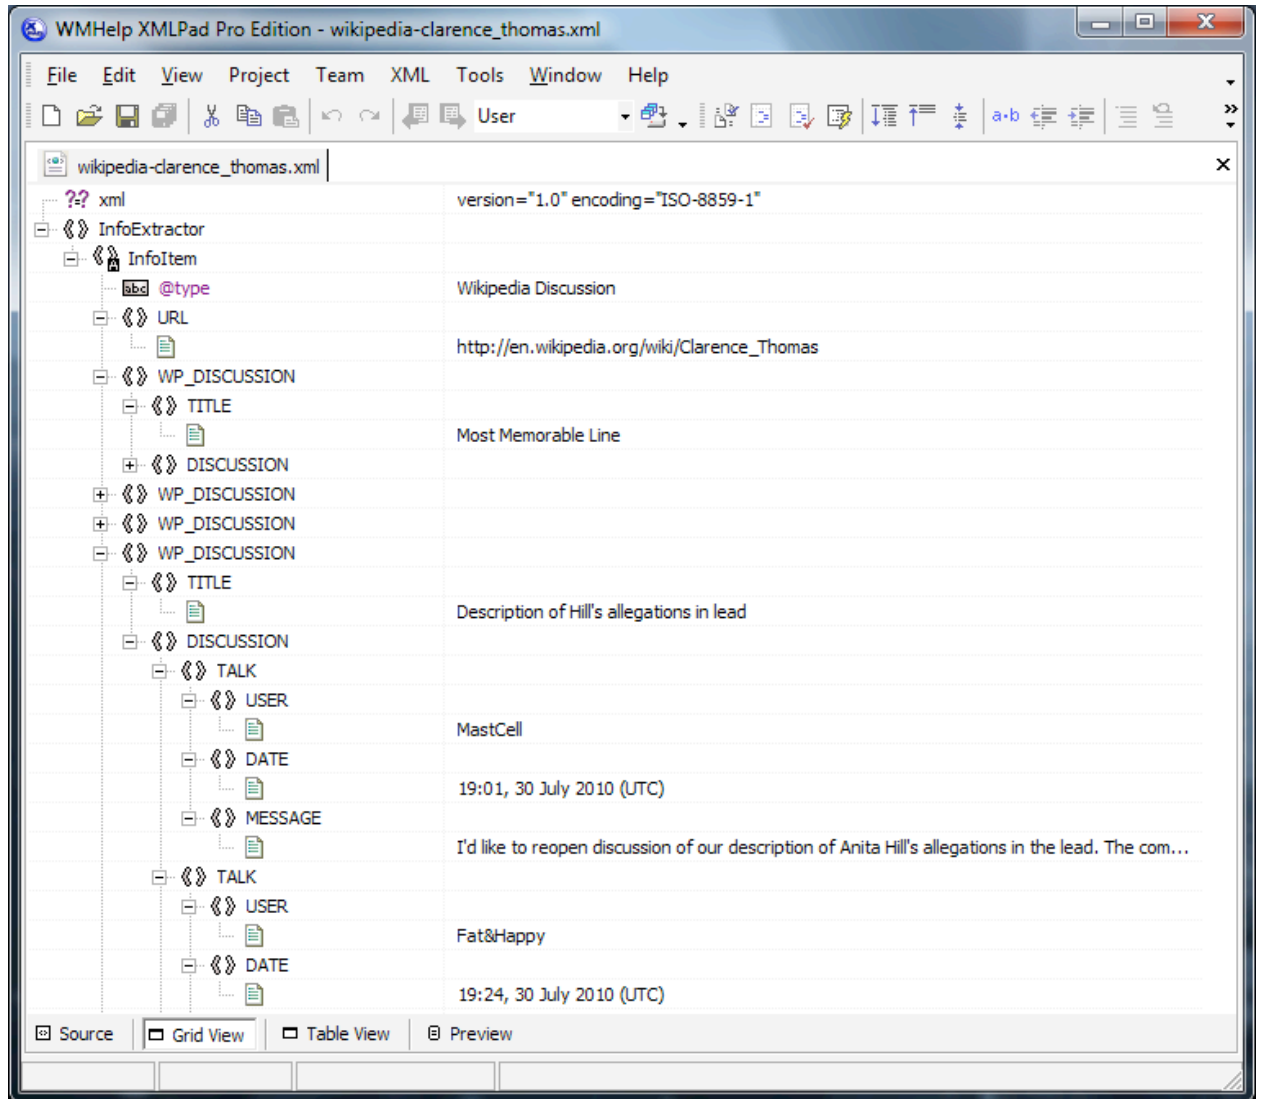 WMHelp XMLPad Pro Edition - wikipedia-clarence_thomas.xml
File Edit View Project Team XML Tools Window Help
User a·b
wikipedia-clarence_thomas.xml
?=? xml version="1.0" encoding="ISO-8859-1"
InfoExtractor
InfoItem
abc @type Wikipedia Discussion
URL
http://en.wikipedia.org/wiki/Clarence_Thomas
WP_DISCUSSION
TITLE
Most Memorable Line
DISCUSSION
WP_DISCUSSION
WP_DISCUSSION
WP_DISCUSSION
TITLE
Description of Hill's allegations in lead
DISCUSSION
TALK
USER
MastCell
DATE
19:01, 30 July 2010 (UTC)
MESSAGE
I'd like to reopen discussion of our description of Anita Hill's allegations in the lead. The com...
TALK
USER
Fat&Happy
DATE
19:24, 30 July 2010 (UTC)
Source Grid View Table View Preview